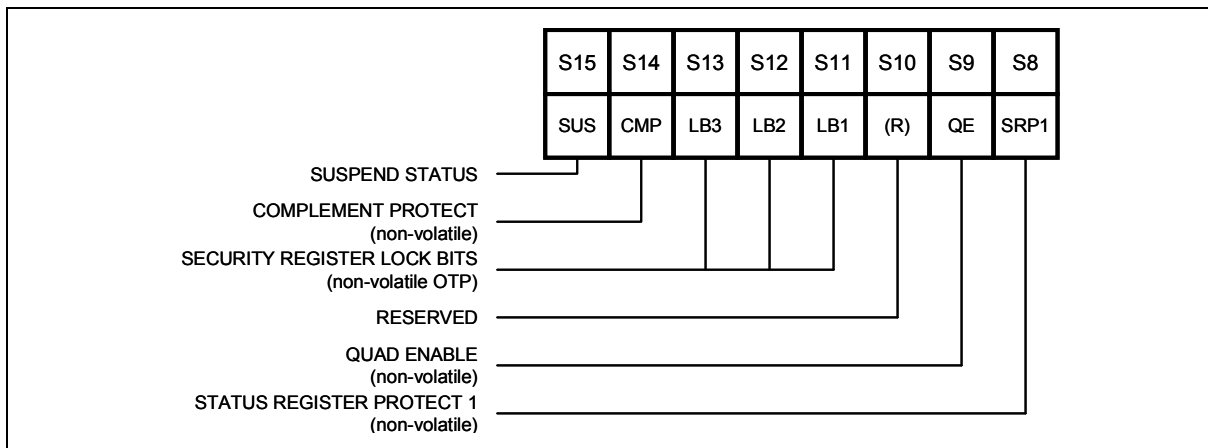 S15 S14 S13 S12 S11 S10 S9 S8
SUS CMP LB3 LB2 LB1 (R) QE SRP1
SUSPEND STATUS
COMPLEMENT PROTECT
(non-volatile)
SECURITY REGISTER LOCK BITS
(non-volatile OTP)
RESERVED
QUAD ENABLE
(non-volatile)
STATUS REGISTER PROTECT 1
(non-volatile)